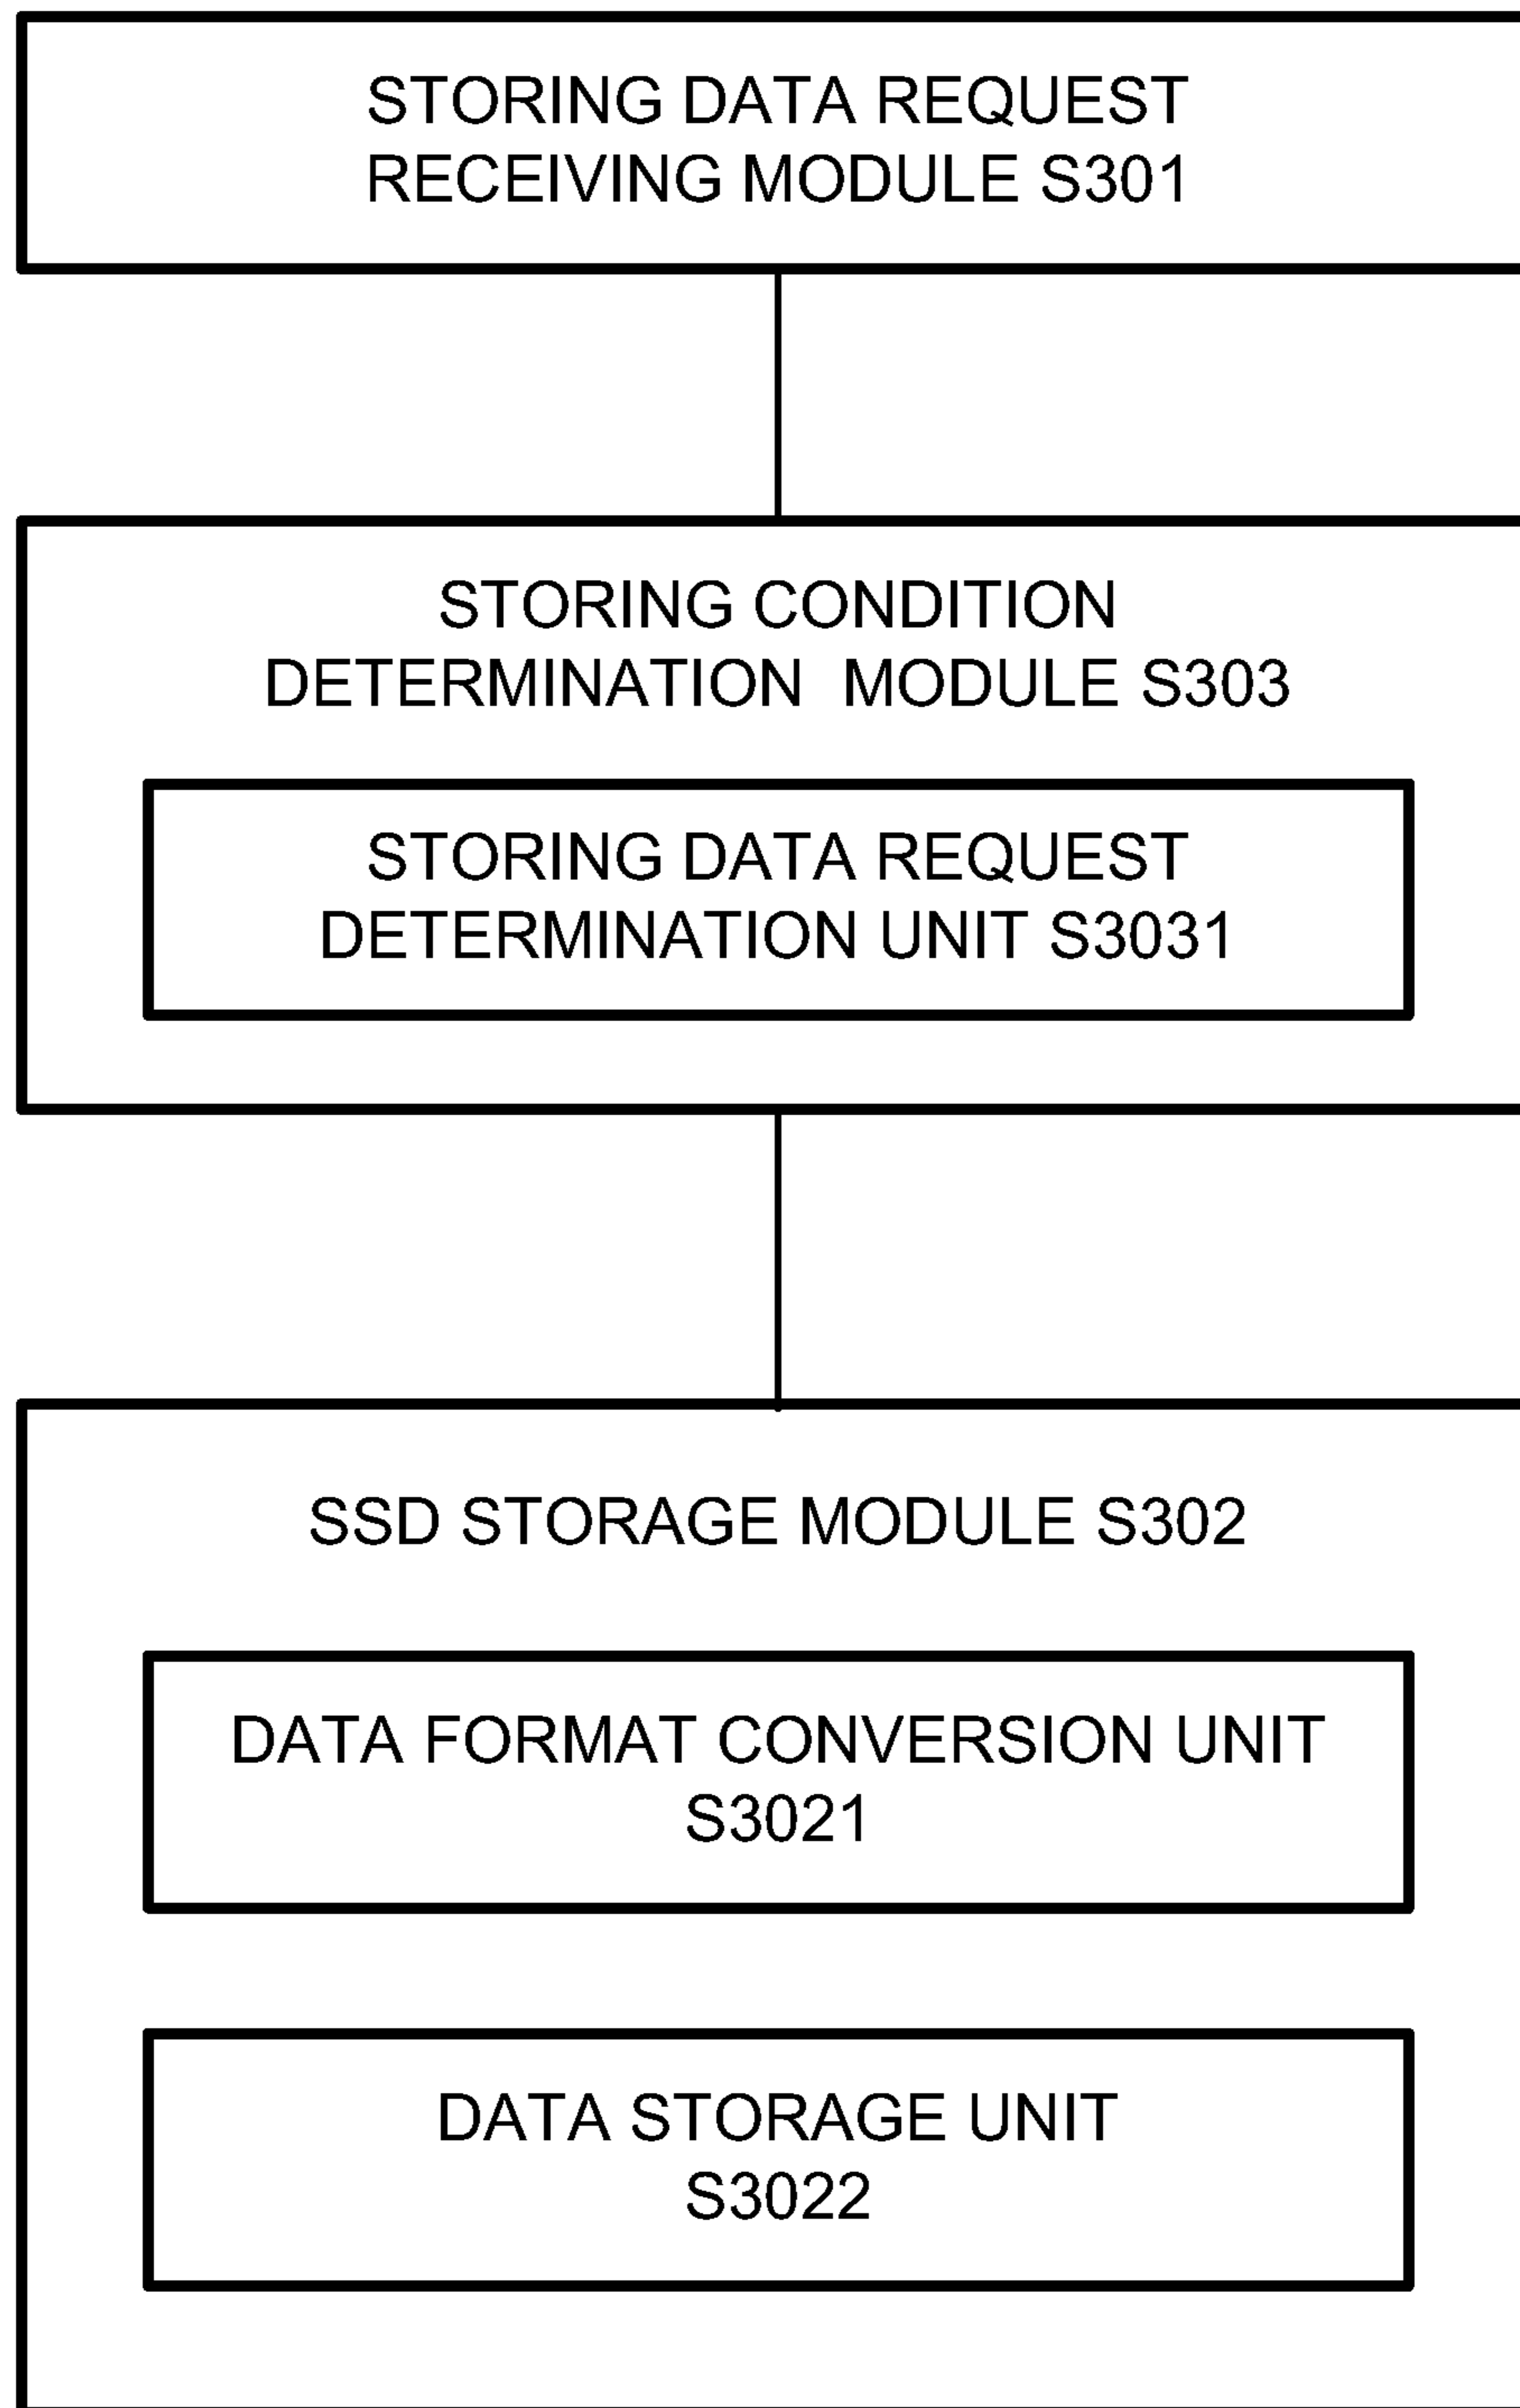 STORING DATA REQUEST
RECEIVING MODULE S301
STORING CONDITION
DETERMINATION MODULE S303
STORING DATA REQUEST
DETERMINATION UNIT S3031
SSD STORAGE MODULE S302
DATA FORMAT CONVERSION UNIT
S3021
DATA STORAGE UNIT
S3022